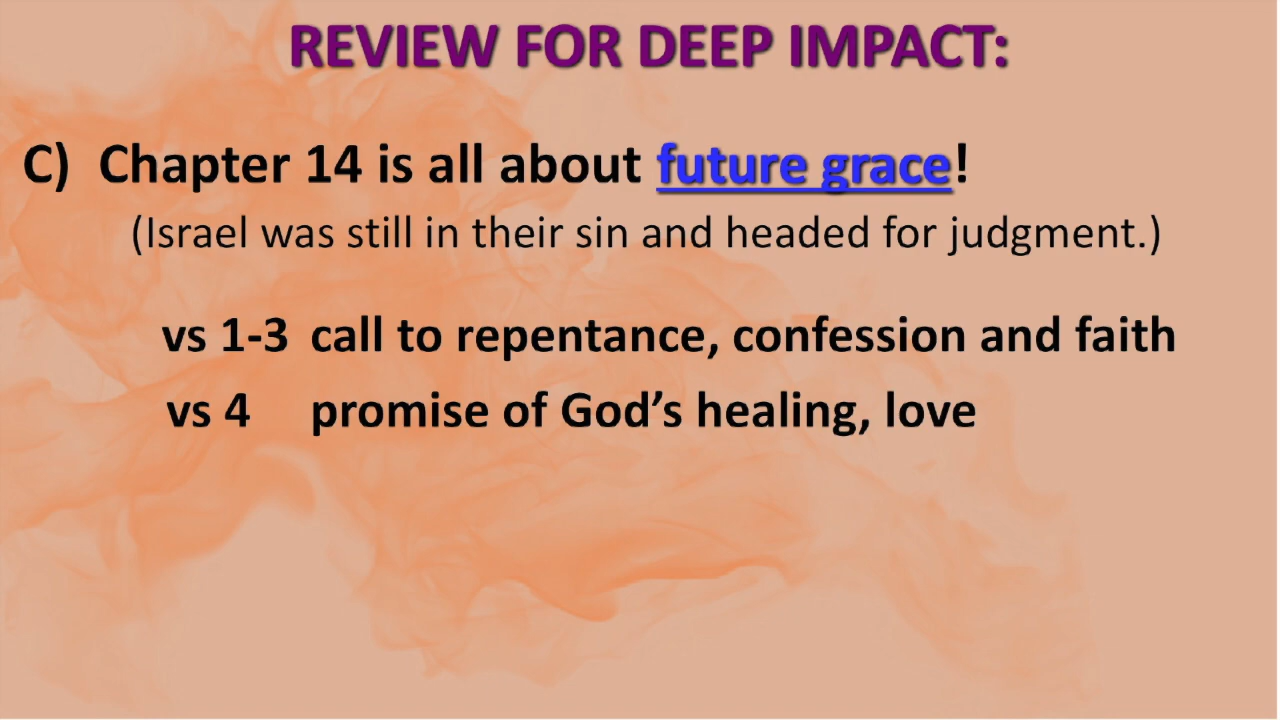 REVIEW FOR DEEP IMPACT:
C) Chapter 14 is all about future grace!
(Israel was still in their sin and headed for judgment.)
vs 1-3 call to repentance, confession and faith
vs 4 promise of God’s healing, love